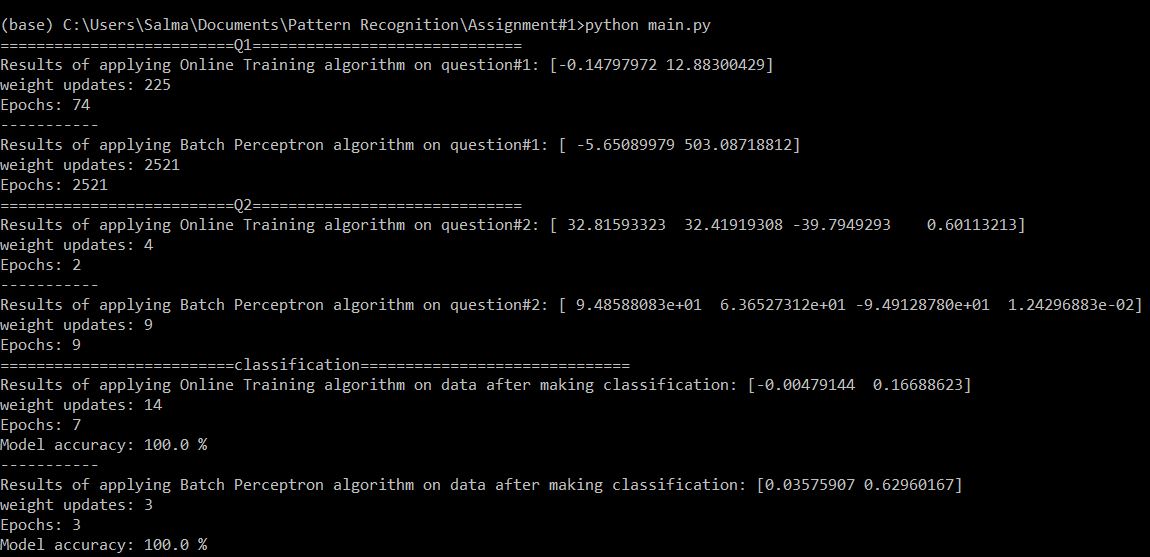 (base) C:\Users\Salma\Documents\Pattern Recognition\Assignment#1>python main.py
==========================Q1==============================
Results of applying Online Training algorithm on question#1: [-0.14797972 12.88300429]
weight updates: 225
Epochs: 74
-----------
Results of applying Batch Perceptron algorithm on question#1: [ -5.65089979 503.08718812]
weight updates: 2521
Epochs: 2521
==========================Q2==============================
Results of applying Online Training algorithm on question#2: [ 32.81593323  32.41919308 -39.7949293    0.60113213]
weight updates: 4
Epochs: 2
-----------
Results of applying Batch Perceptron algorithm on question#2: [ 9.48588083e+01  6.36527312e+01 -9.49128780e+01  1.24296883e-02]
weight updates: 9
Epochs: 9
==========================classification==============================
Results of applying Online Training algorithm on data after making classification: [-0.00479144  0.16688623]
weight updates: 14
Epochs: 7
Model accuracy: 100.0 %
-----------
Results of applying Batch Perceptron algorithm on data after making classification: [0.03575907 0.62960167]
weight updates: 3
Epochs: 3
Model accuracy: 100.0 %